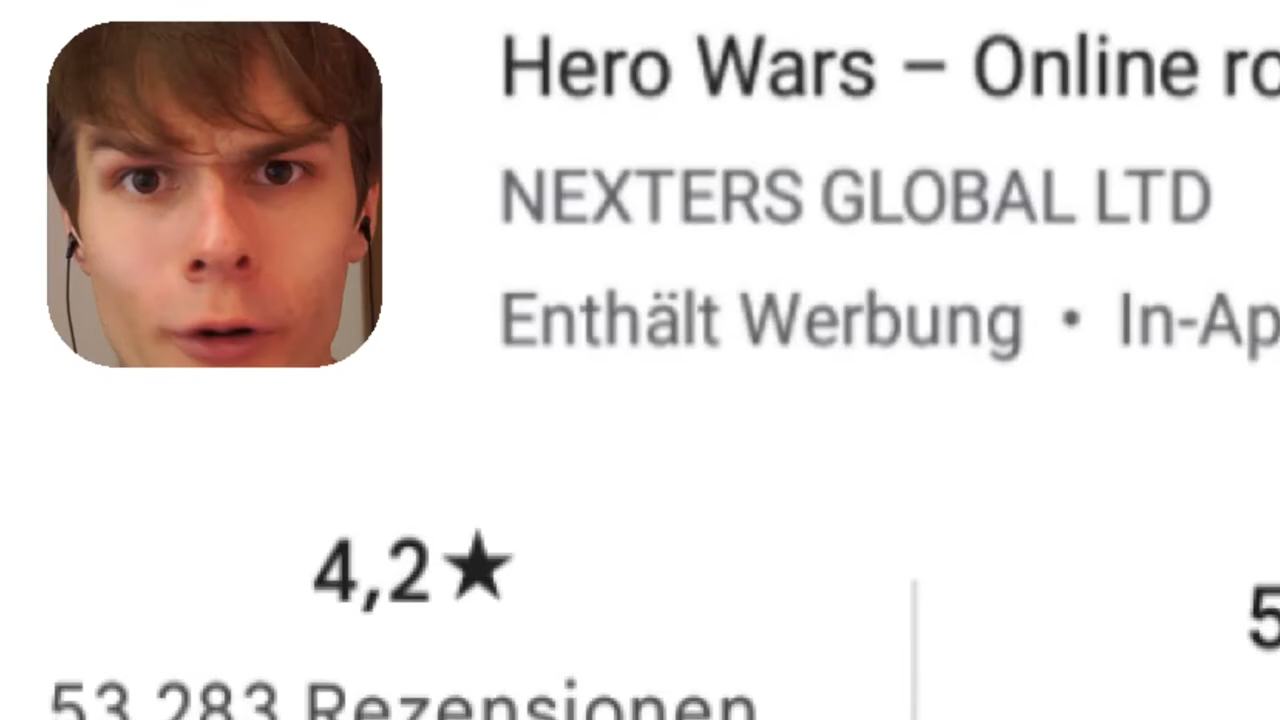 Hero Wars – Online ro
NEXTERS GLOBAL LTD
Enthält Werbung • In-Ap
4,2★
5
53.283 Rezensionen